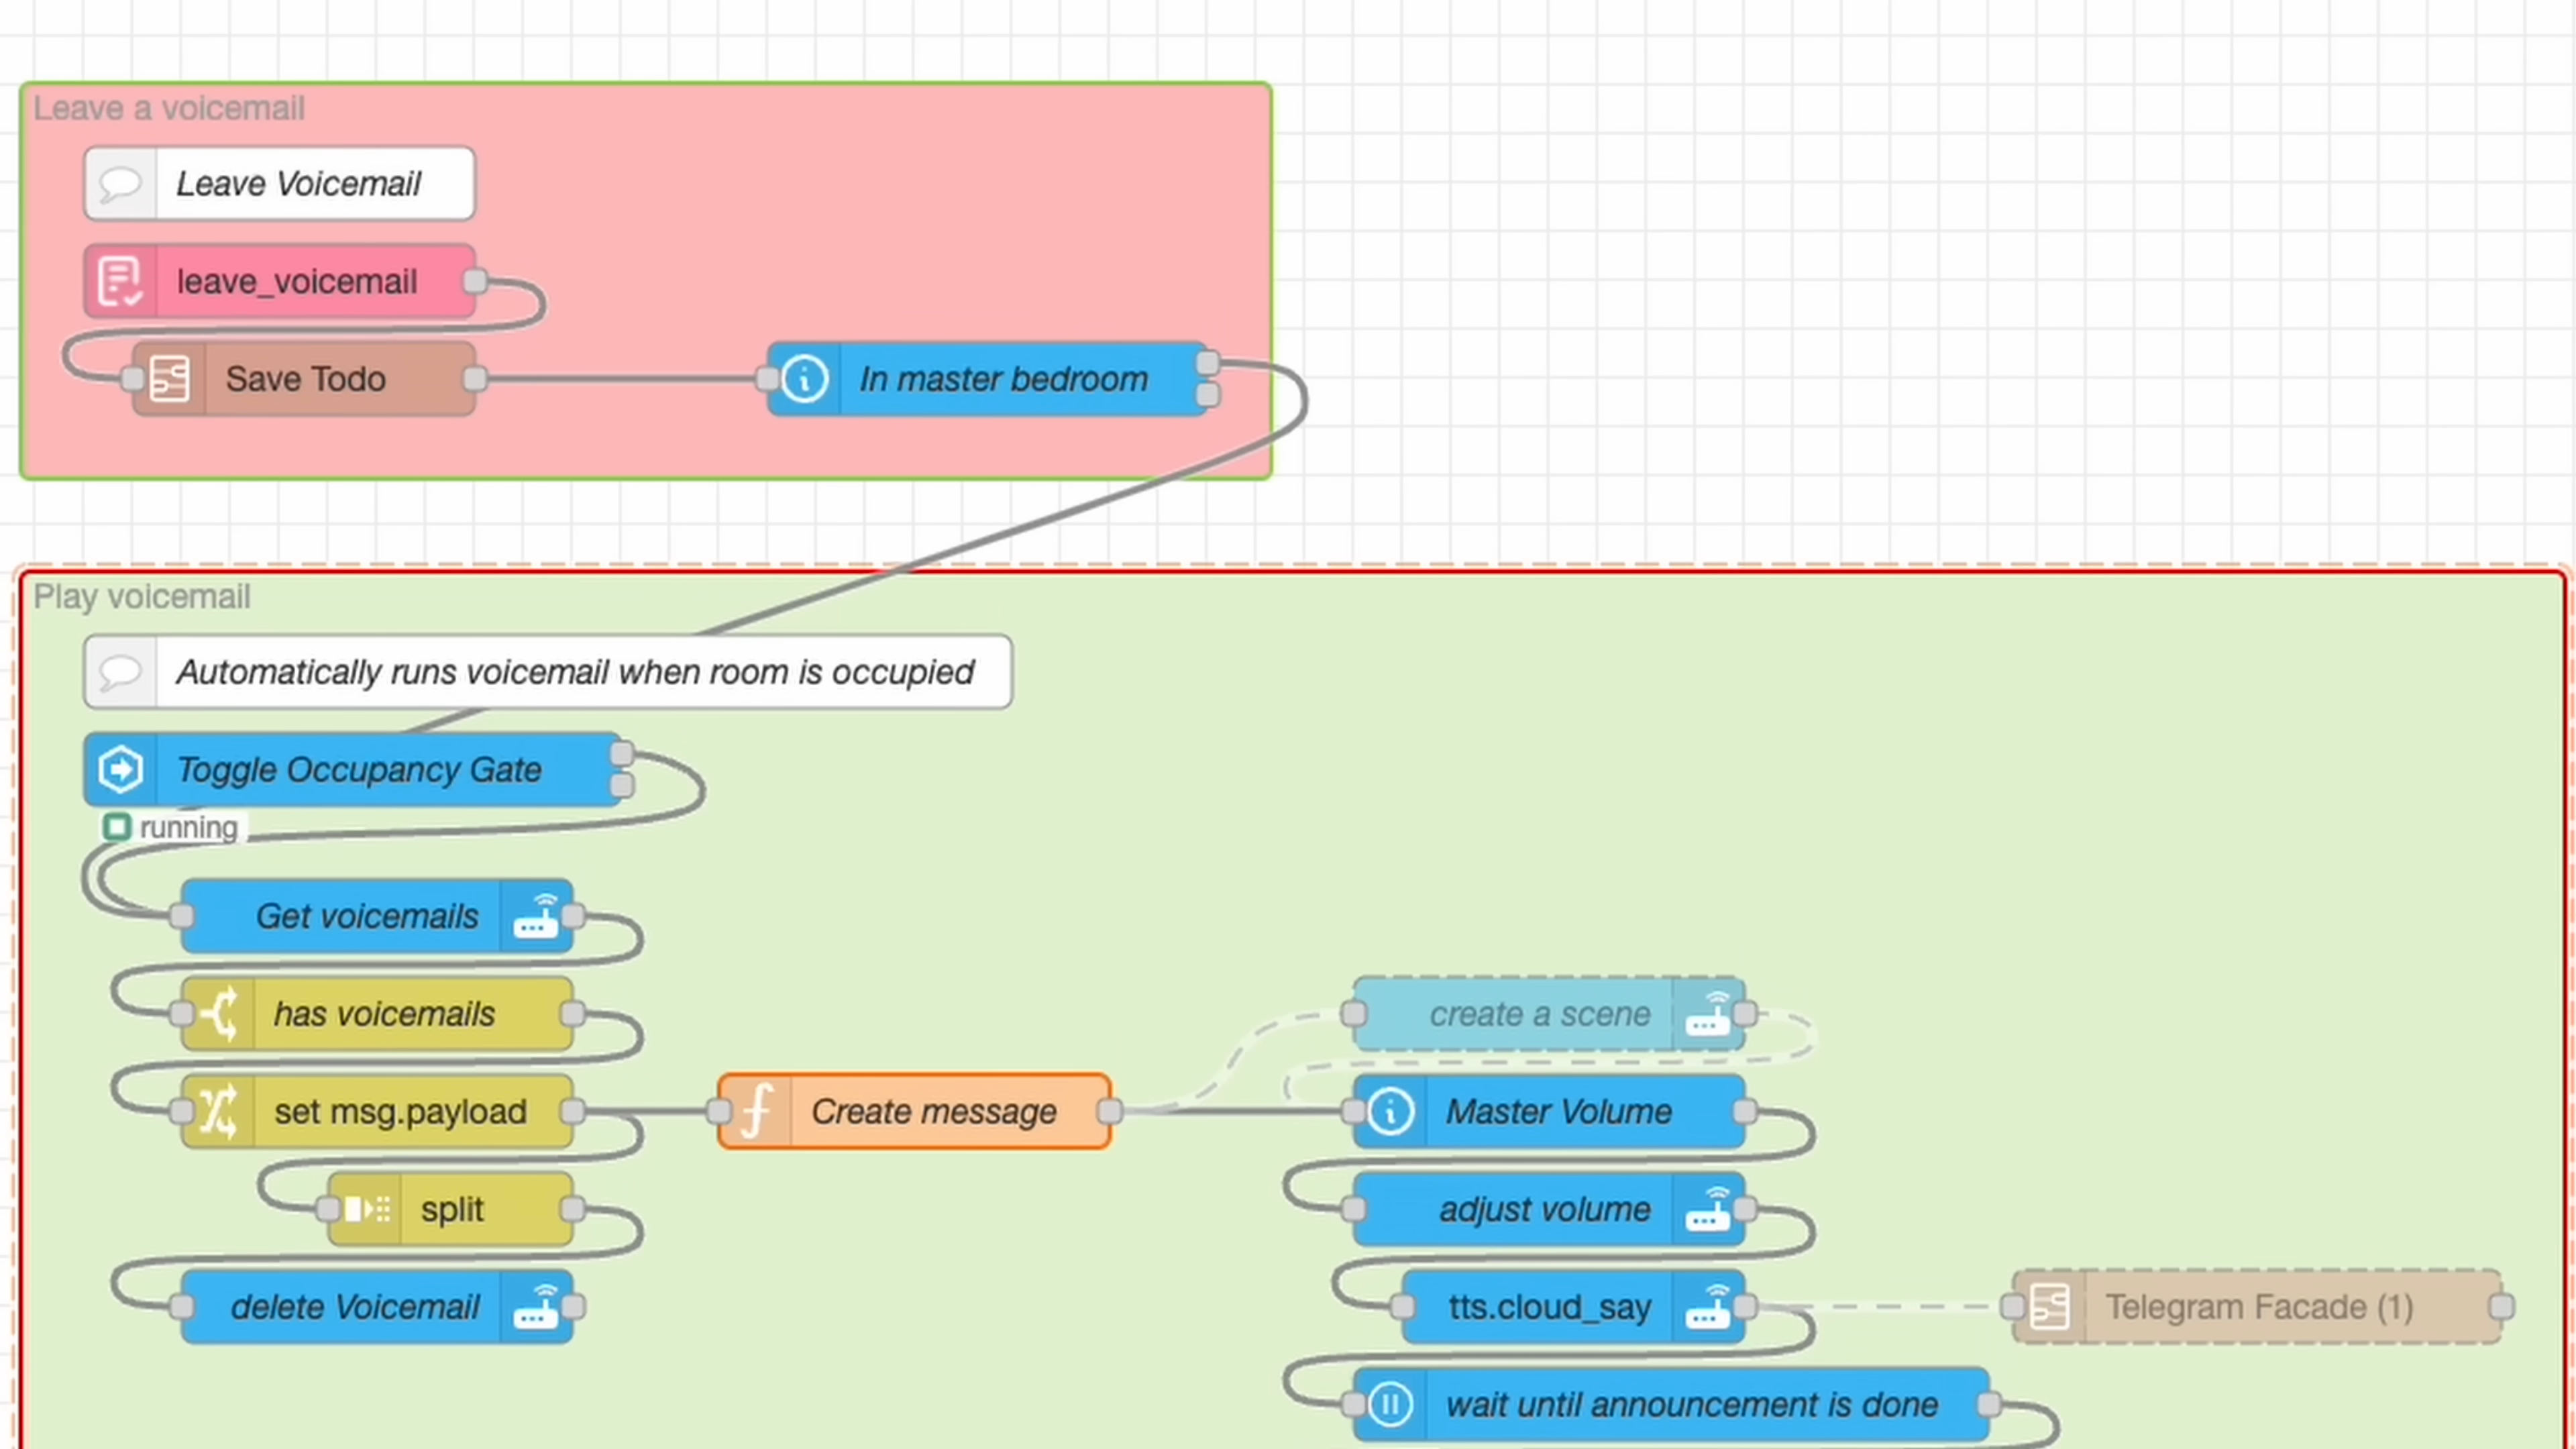 Leave a voicemail
Leave Voicemail
leave_voicemail
Save Todo
In master bedroom
Play voicemail
Automatically runs voicemail when room is occupied
Toggle Occupancy Gate
running
Get voicemails
has voicemails
set msg.payload
split
delete Voicemail
Create message
create a scene
Master Volume
adjust volume
tts.cloud_say
Telegram Facade (1)
wait until announcement is done